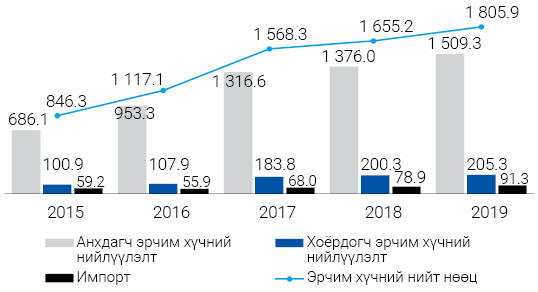 1 805.9
1 655.2
1 568.3
1 509.3
1 376.0
1 316.6
1 117.1
953.3
846.3
686.1
100.9 107.9 183.8 200.3 205.3
59.2 55.9 68.0 78.9 91.3
2015 2016 2017 2018 2019
Анхдагч эрчим хүчний
нийлүүлэлт
Хоёрдогч эрчим хүчний
нийлүүлэлт
Импорт
Эрчим хүчний нийт нөөц